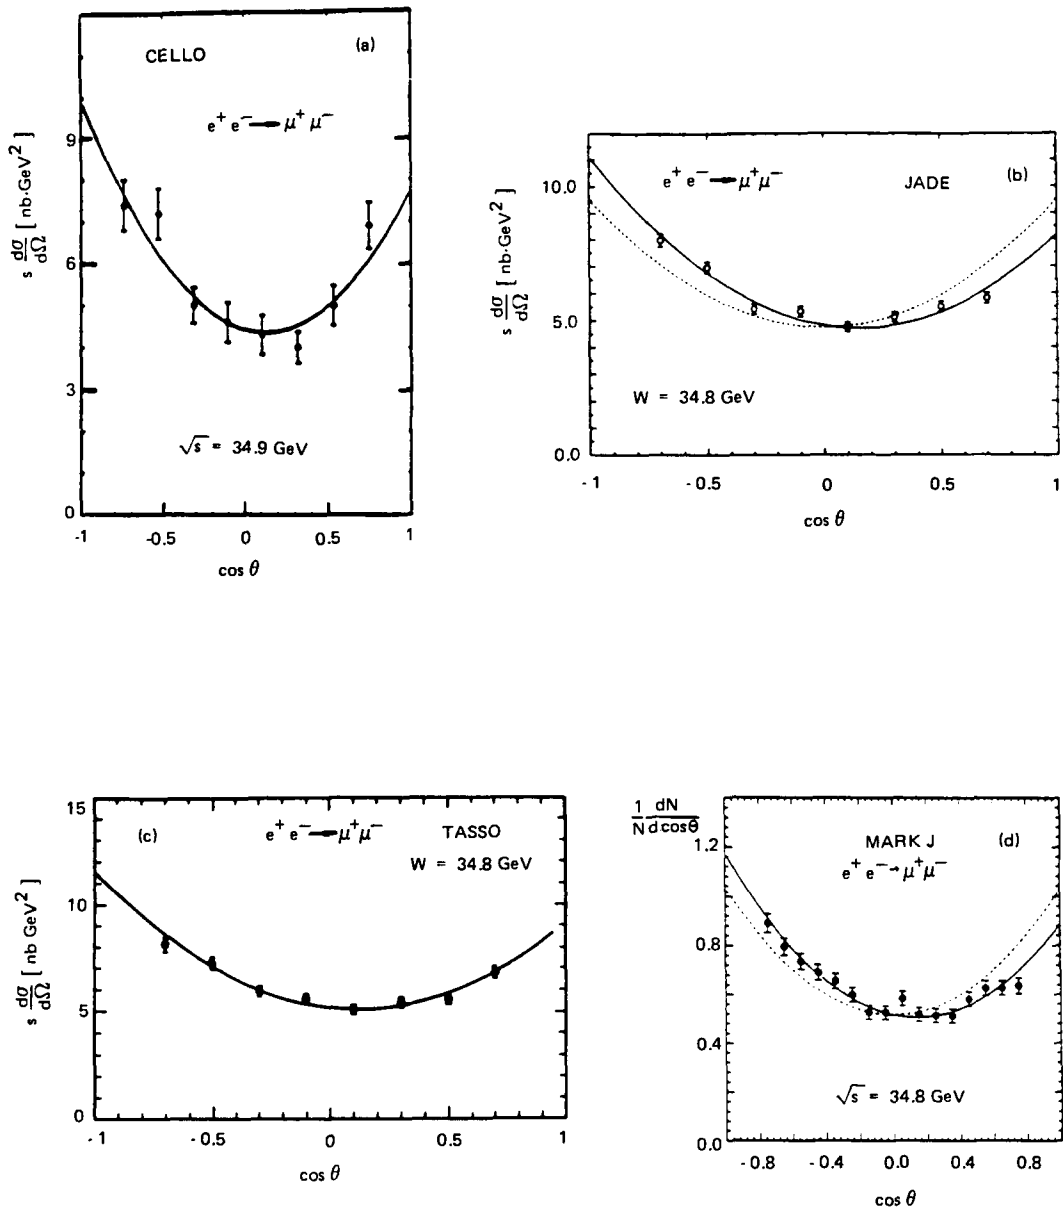 CELLO
(a)
e⁺ e⁻ → μ⁺ μ⁻
s dσ/dΩ [ nb·GeV² ]
9
6
3
0
√s = 34.9 GeV
-1 -0.5 0 0.5 1
cos θ
e⁺ e⁻ → μ⁺μ⁻
JADE
(b)
s dσ/dΩ [ nb·GeV² ]
10.0
5.0
0.0
W = 34.8 GeV
-1 -0.5 0 0.5 1
cos θ
(c)
e⁺ e⁻ → μ⁺μ⁻
TASSO
W = 34.8 GeV
s dσ/dΩ [ nb GeV² ]
15
10
5
0
-1 -0.5 0 0.5 1
cos θ
1/N dN/dcosθ
MARK J
(d)
e⁺ e⁻ → μ⁺μ⁻
1.2
0.8
0.4
0.0
√s = 34.8 GeV
-0.8 -0.4 0.0 0.4 0.8
cos θ